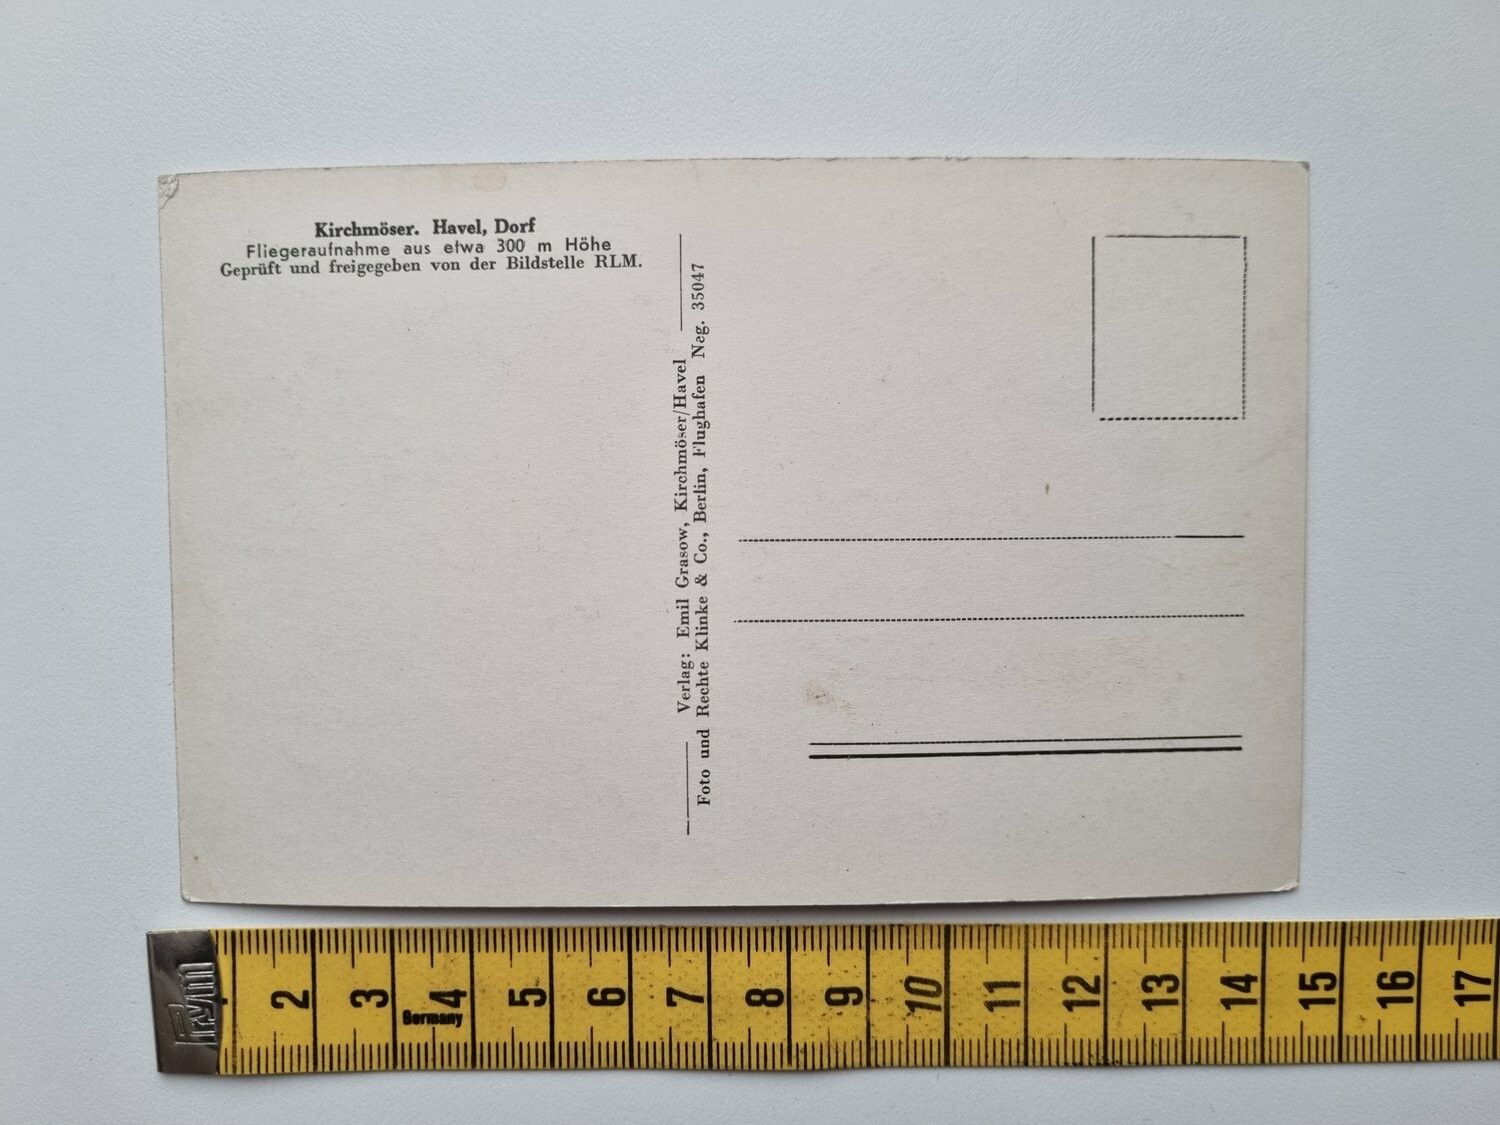 Kirchmöser. Havel, Dorf
Fliegeraufnahme aus etwa 300 m Höhe
Geprüft und freigegeben von der Bildstelle RLM.
Verlag: Emil Grasow, Kirchmöser/Havel
Foto und Rechte Klinke & Co., Berlin, Flughafen Neg. 35047
Prym
2 3 4 5 6 7 8 9 10 11 12 13 14 15 16 17
Germany